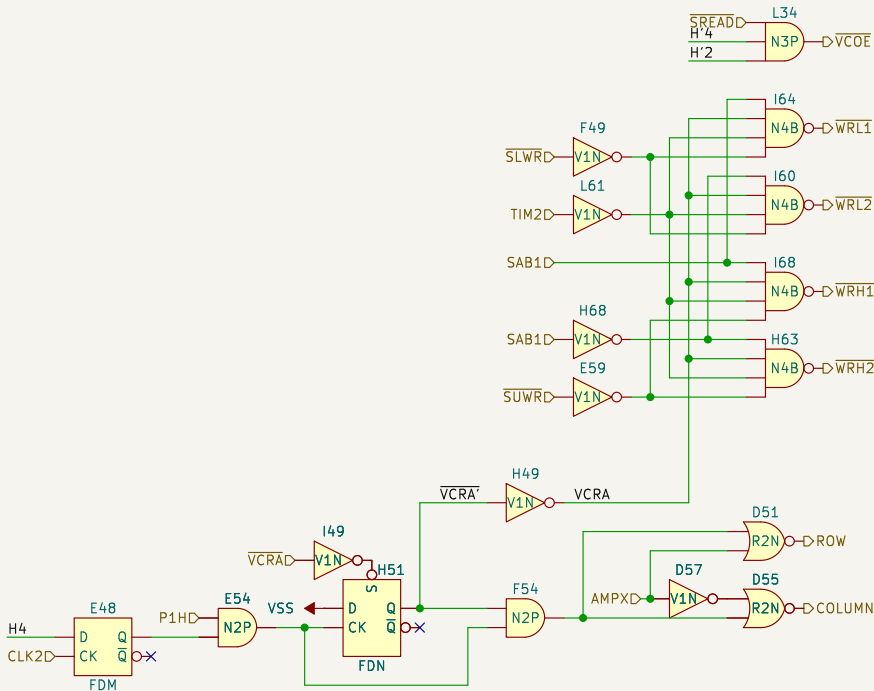 L34
SREAD
H'4
N3P
VCOE
H'2
I64
N4B
WRL1
F49
SLWR
V1N
I60
N4B
WRL2
L61
TIM2
V1N
SAB1
I68
N4B
WRH1
H68
SAB1
V1N
H63
N4B
WRH2
E59
SUWR
V1N
H49
VCRA'
V1N
VCRA
D51
R2N
ROW
I49
VCRA
V1N
S
H51
D57
AMPX
V1N
D55
R2N
COLUMN
F54
N2P
VSS
D
Q
CK
Q
FDN
E54
P1H
N2P
E48
H4
D
Q
CLK2
CK
Q
FDM